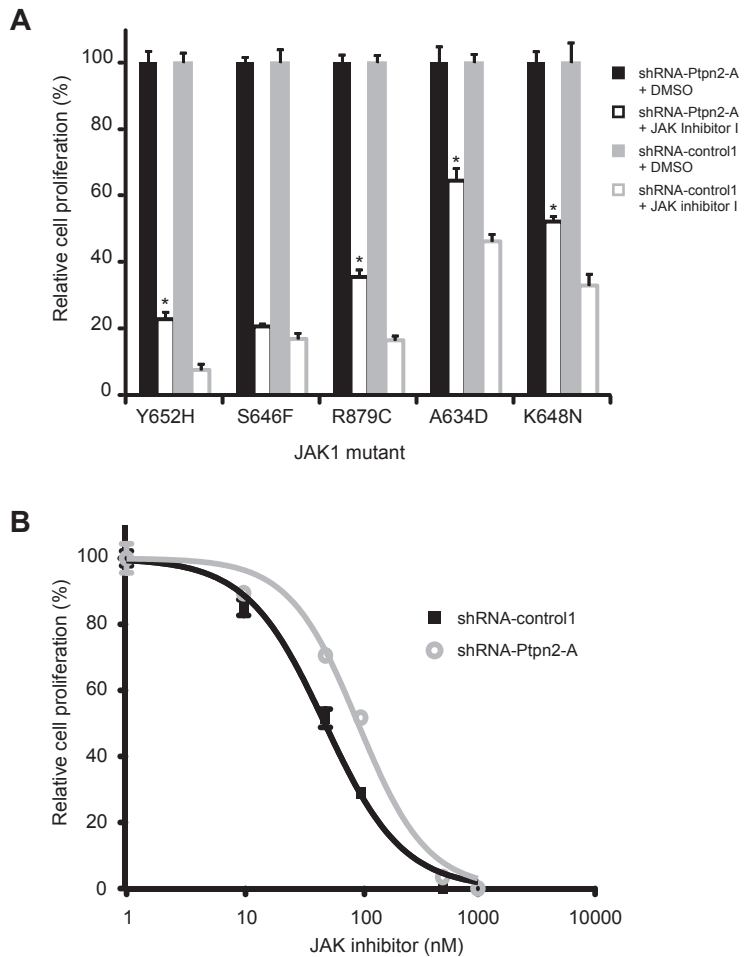 A
Relative cell proliferation (%)
100
80
60
40
20
0
*
*
*
*
Y652H S646F R879C A634D K648N
JAK1 mutant
shRNA-Ptpn2-A
+ DMSO
shRNA-Ptpn2-A
+ JAK Inhibitor I
shRNA-control1
+ DMSO
shRNA-control1
+ JAK inhibitor I
B
Relative cell proliferation (%)
100
80
60
40
20
0
1 10 100 1000 10000
JAK inhibitor (nM)
shRNA-control1
shRNA-Ptpn2-A